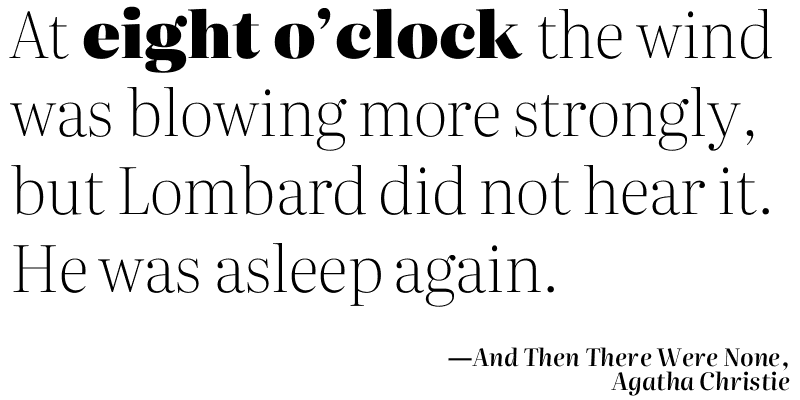 At eight o’clock the wind
was blowing more strongly,
but Lombard did not hear it.
He was asleep again.
—And Then There Were None,
Agatha Christie